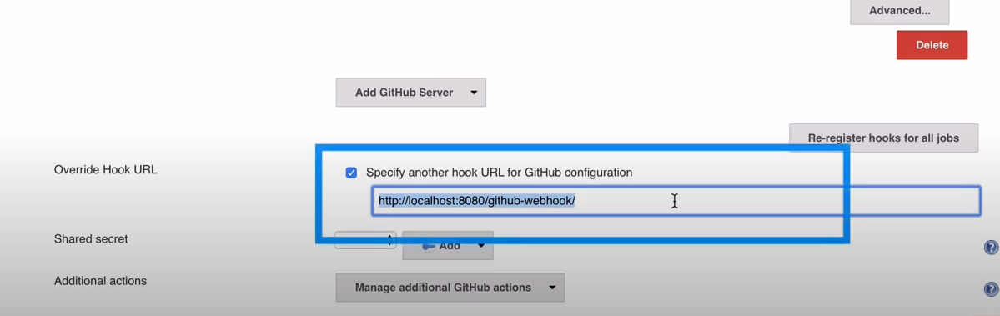 Advanced...
Delete
Add GitHub Server
Re-register hooks for all jobs
Override Hook URL
Specify another hook URL for GitHub configuration
http://localhost:8080/github-webhook/
Shared secret
Add
Additional actions
Manage additional GitHub actions